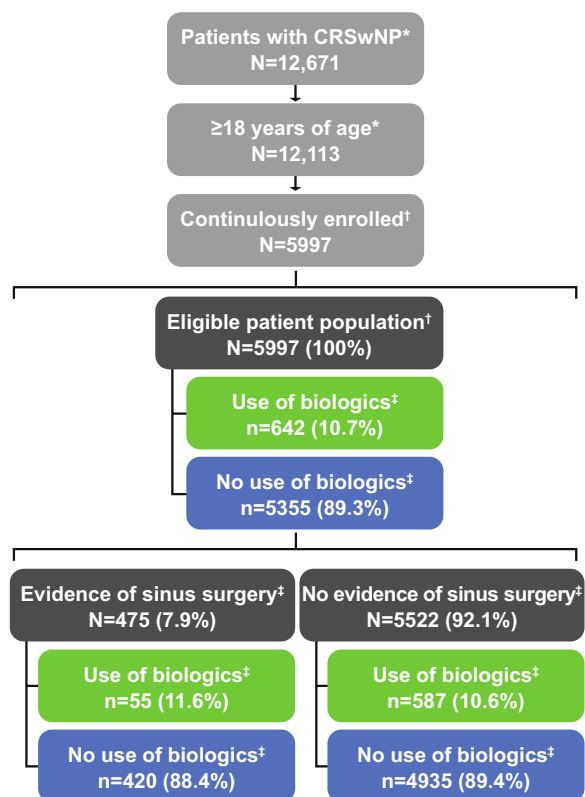 Patients with CRSwNP*
N=12,671
≥18 years of age*
N=12,113
Continulously enrolled†
N=5997
Eligible patient population†
N=5997 (100%)
Use of biologics‡
n=642 (10.7%)
No use of biologics‡
n=5355 (89.3%)
Evidence of sinus surgery‡
N=475 (7.9%)
Use of biologics‡
n=55 (11.6%)
No use of biologics‡
n=420 (88.4%)
No evidence of sinus surgery‡
N=5522 (92.1%)
Use of biologics‡
n=587 (10.6%)
No use of biologics‡
n=4935 (89.4%)